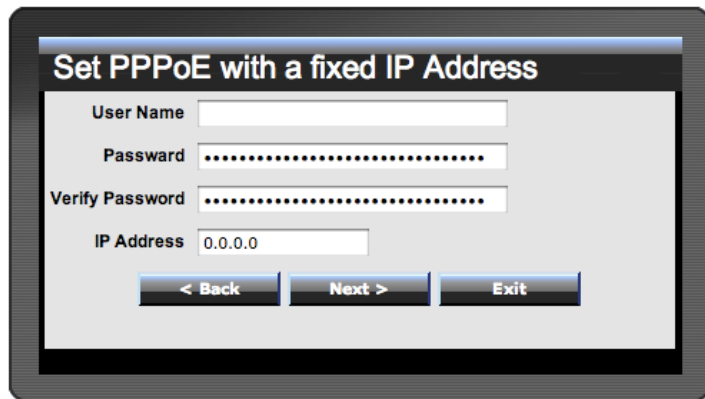 Set PPPoE with a fixed IP Address
User Name
Passward ••••••••••••••••••••••••••••••••
Verify Password ••••••••••••••••••••••••••••••••
IP Address 0.0.0.0
< Back Next > Exit